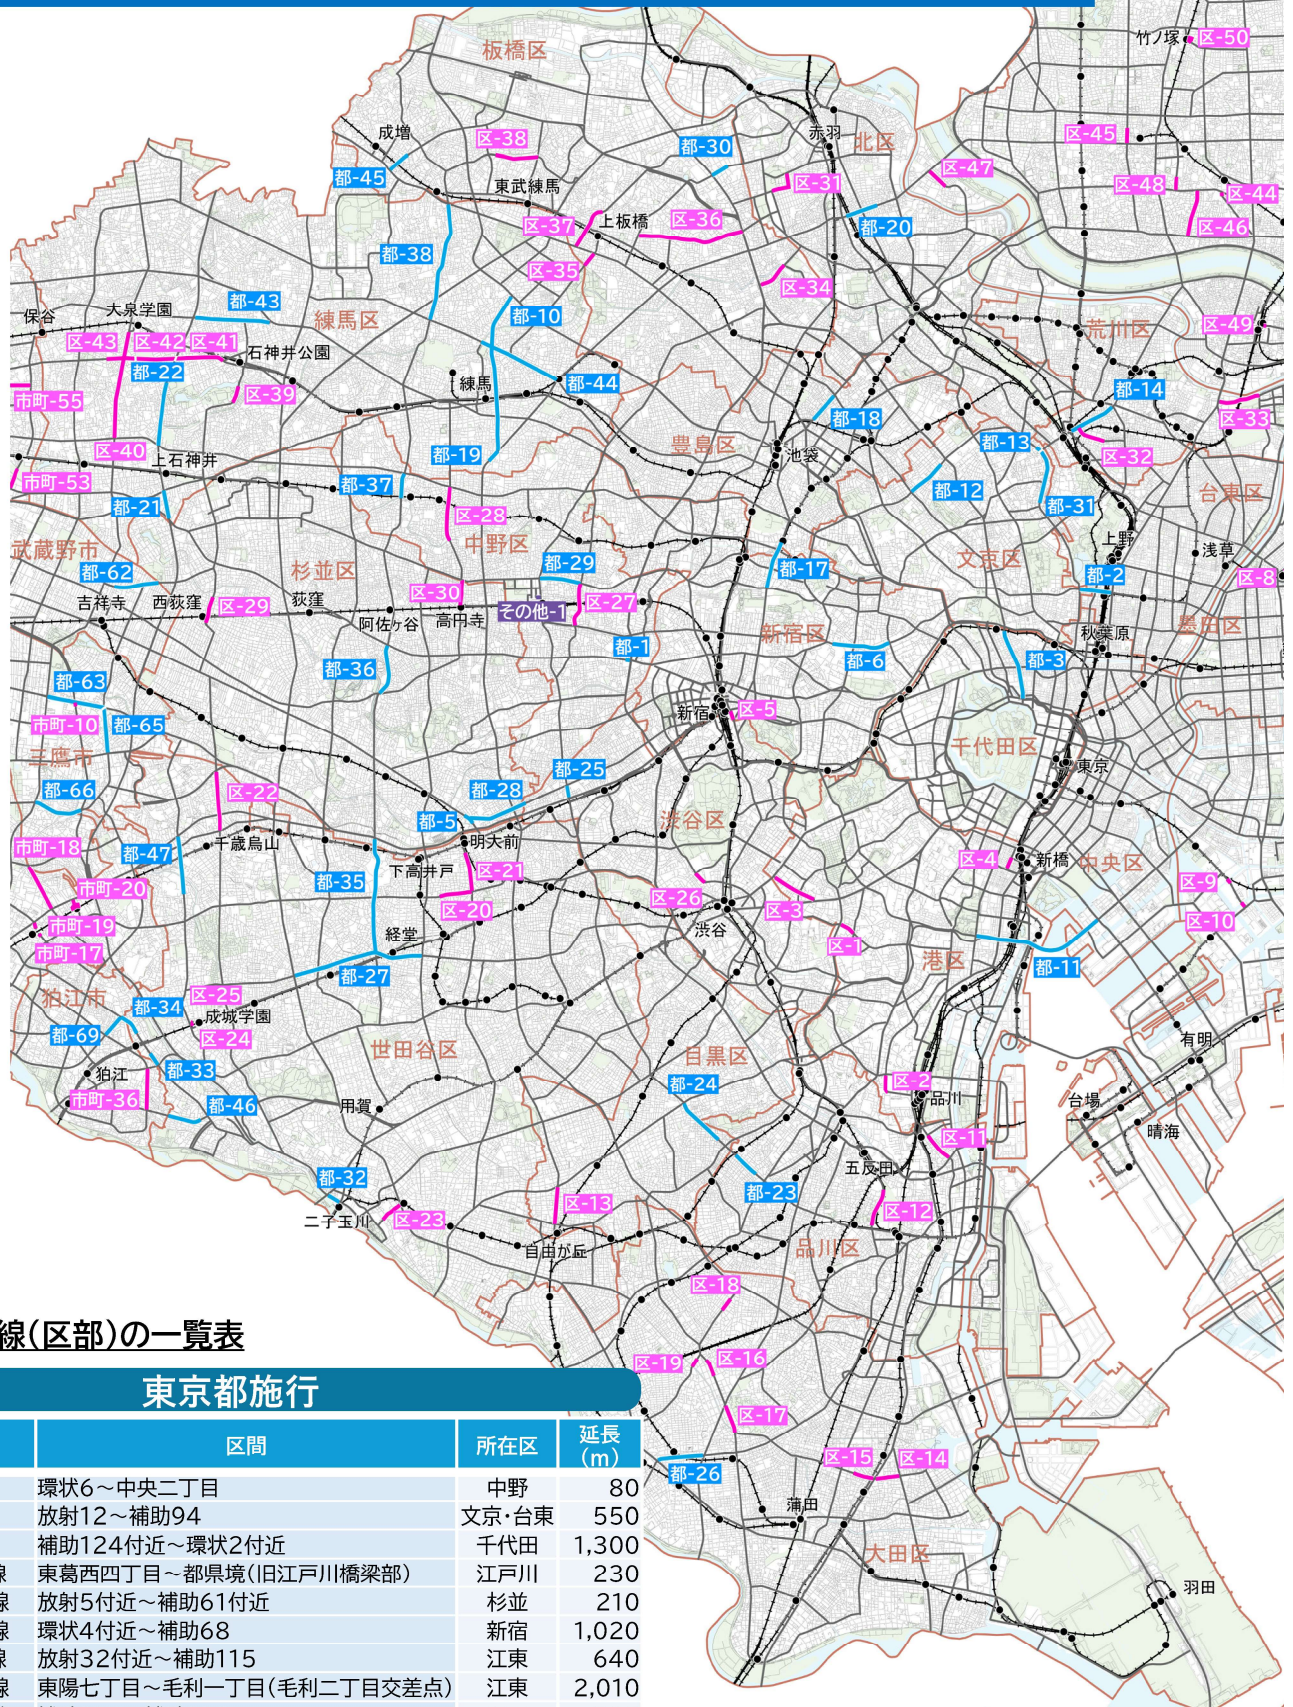 竹ノ塚
区-50
板橋区
成増
区-38
都-30
赤羽
北区
区-45
区-47
都-45
東武練馬
区-31
区-48
区-44
区-37
上板橋
区-36
都-20
区-46
都-38
区-35
区-34
都-43
都-10
保谷
大泉学園
練馬区
荒川区
区-49
区-43
区-42
区-41
石神井公園
都-22
練馬
都-44
都-14
市町-55
区-39
都-18
区-33
区-40
上石神井
都-19
豊島区
池袋
都-13
区-32
市町-53
都-37
都-12
台東区
都-21
区-28
都-31
武蔵野市
中野区
上野
浅草
都-62
杉並区
都-29
都-17
文京区
都-2
区-8
吉祥寺
西荻窪
区-29
荻窪
区-30
その他-1
区-27
阿佐ヶ谷
高円寺
新宿区
秋葉原
墨田区
都-1
都-6
都-3
都-36
都-63
市町-10
都-65
新宿
区-5
千代田区
三鷹市
東京
都-66
区-22
都-28
都-25
都-5
渋谷区
市町-18
都-47
千歳烏山
明大前
区-4
新橋
中央区
市町-20
都-35
下高井戸
区-21
区-26
区-3
区-9
市町-19
区-20
区-10
市町-17
経堂
渋谷
区-1
港区
都-27
都-11
狛江市
都-34
区-25
成城学園
都-69
区-24
世田谷区
目黒区
有明
狛江
都-33
都-24
区-2
品川
台場
市町-36
都-46
用賀
晴海
区-11
五反田
都-32
都-23
二子玉川
区-23
区-13
区-12
自由が丘
品川区
区-18
線(区部)の一覧表
区-19
区-16
東京都施行
区-17
区間
所在区
延長
(m)
区-15
区-14
都-26
環状6～中央二丁目 中野 80
蒲田
放射12～補助94 文京・台東 550
補助124付近～環状2付近 千代田 1,300
大田区
線 東葛西四丁目～都県境(旧江戸川橋梁部) 江戸川 230
羽田
線 放射5付近～補助61付近 杉並 210
線 環状4付近～補助68 新宿 1,020
線 放射32付近～補助115 江東 640
線 東陽七丁目～毛利一丁目(毛利二丁目交差点) 江東 2,010